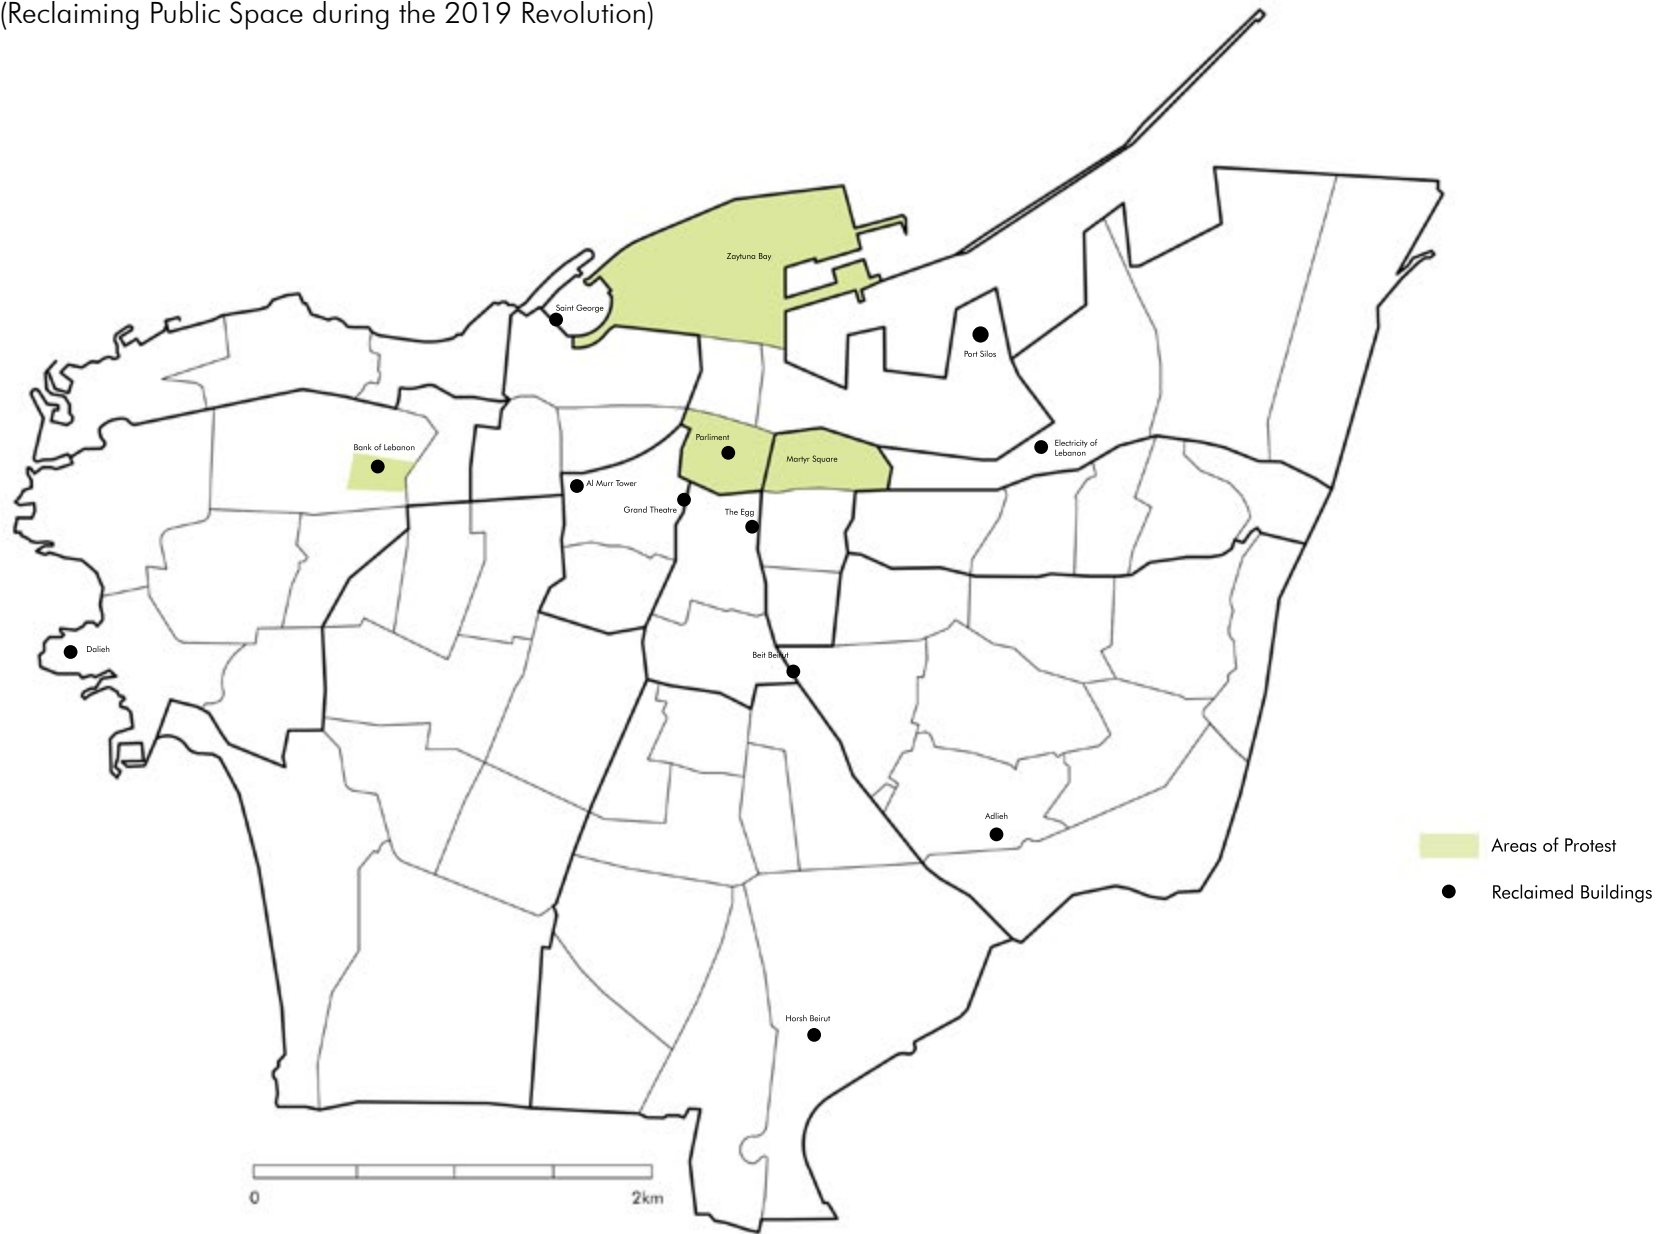 (Reclaiming Public Space during the 2019 Revolution)
Zaytuna Bay
Saint George
Port Silos
Parliment
Martyr Square
Electricity of
Lebanon
Bank of Lebanon
Al Murr Tower
Grand Theatre
The Egg
Dalieh
Beit Beirut
Adlieh
Areas of Protest
Reclaimed Buildings
Horsh Beirut
0
2km